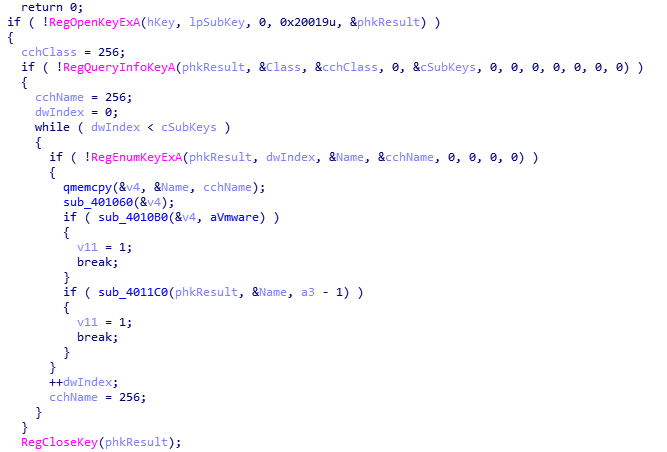 return 0;
if ( !RegOpenKeyExA(hKey, lpSubKey, 0, 0x20019u, &phkResult) )
{
cchClass = 256;
if ( !RegQueryInfoKeyA(phkResult, &Class, &cchClass, 0, &cSubKeys, 0, 0, 0, 0, 0, 0, 0) )
{
cchName = 256;
dwIndex = 0;
while ( dwIndex < cSubKeys )
{
if ( !RegEnumKeyExA(phkResult, dwIndex, &Name, &cchName, 0, 0, 0, 0) )
{
qmemcpy(&v4, &Name, cchName);
sub_401060(&v4);
if ( sub_4010B0(&v4, aVmware) )
{
v11 = 1;
break;
}
if ( sub_4011C0(phkResult, &Name, a3 - 1) )
{
v11 = 1;
break;
}
}
++dwIndex;
cchName = 256;
}
}
RegCloseKey(phkResult);